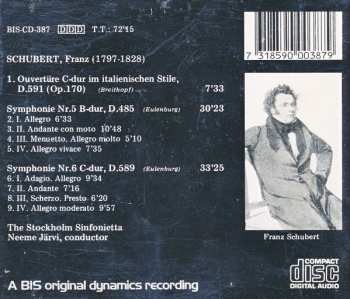 BIS-CD-387 DDD T.T.: 72'15
7 318590 003879
SCHUBERT, Franz (1797-1828)
1. Ouvertüre C-dur im italienischen Stile,
D.591 (Op.170) (Breitkopf) 7'33
Symphonie Nr.5 B-dur, D.485 (Eulenburg) 30'23
2. I. Allegro 6'33
3. II. Andante con moto 10'48
4. III. Menuetto. Allegro molto 5'10
5. IV. Allegro vivace 7'35
Symphonie Nr.6 C-dur, D.589 (Eulenburg) 33'25
6. I. Adagio. Allegro 9'34
7. II. Andante 7'16
8. III. Scherzo. Presto 6'20
9. IV. Allegro moderato 9'57
The Stockholm Sinfonietta
Neeme Järvi, conductor
Franz Schubert
A BIS original dynamics recording
COMPACT
disc
DIGITAL AUDIO